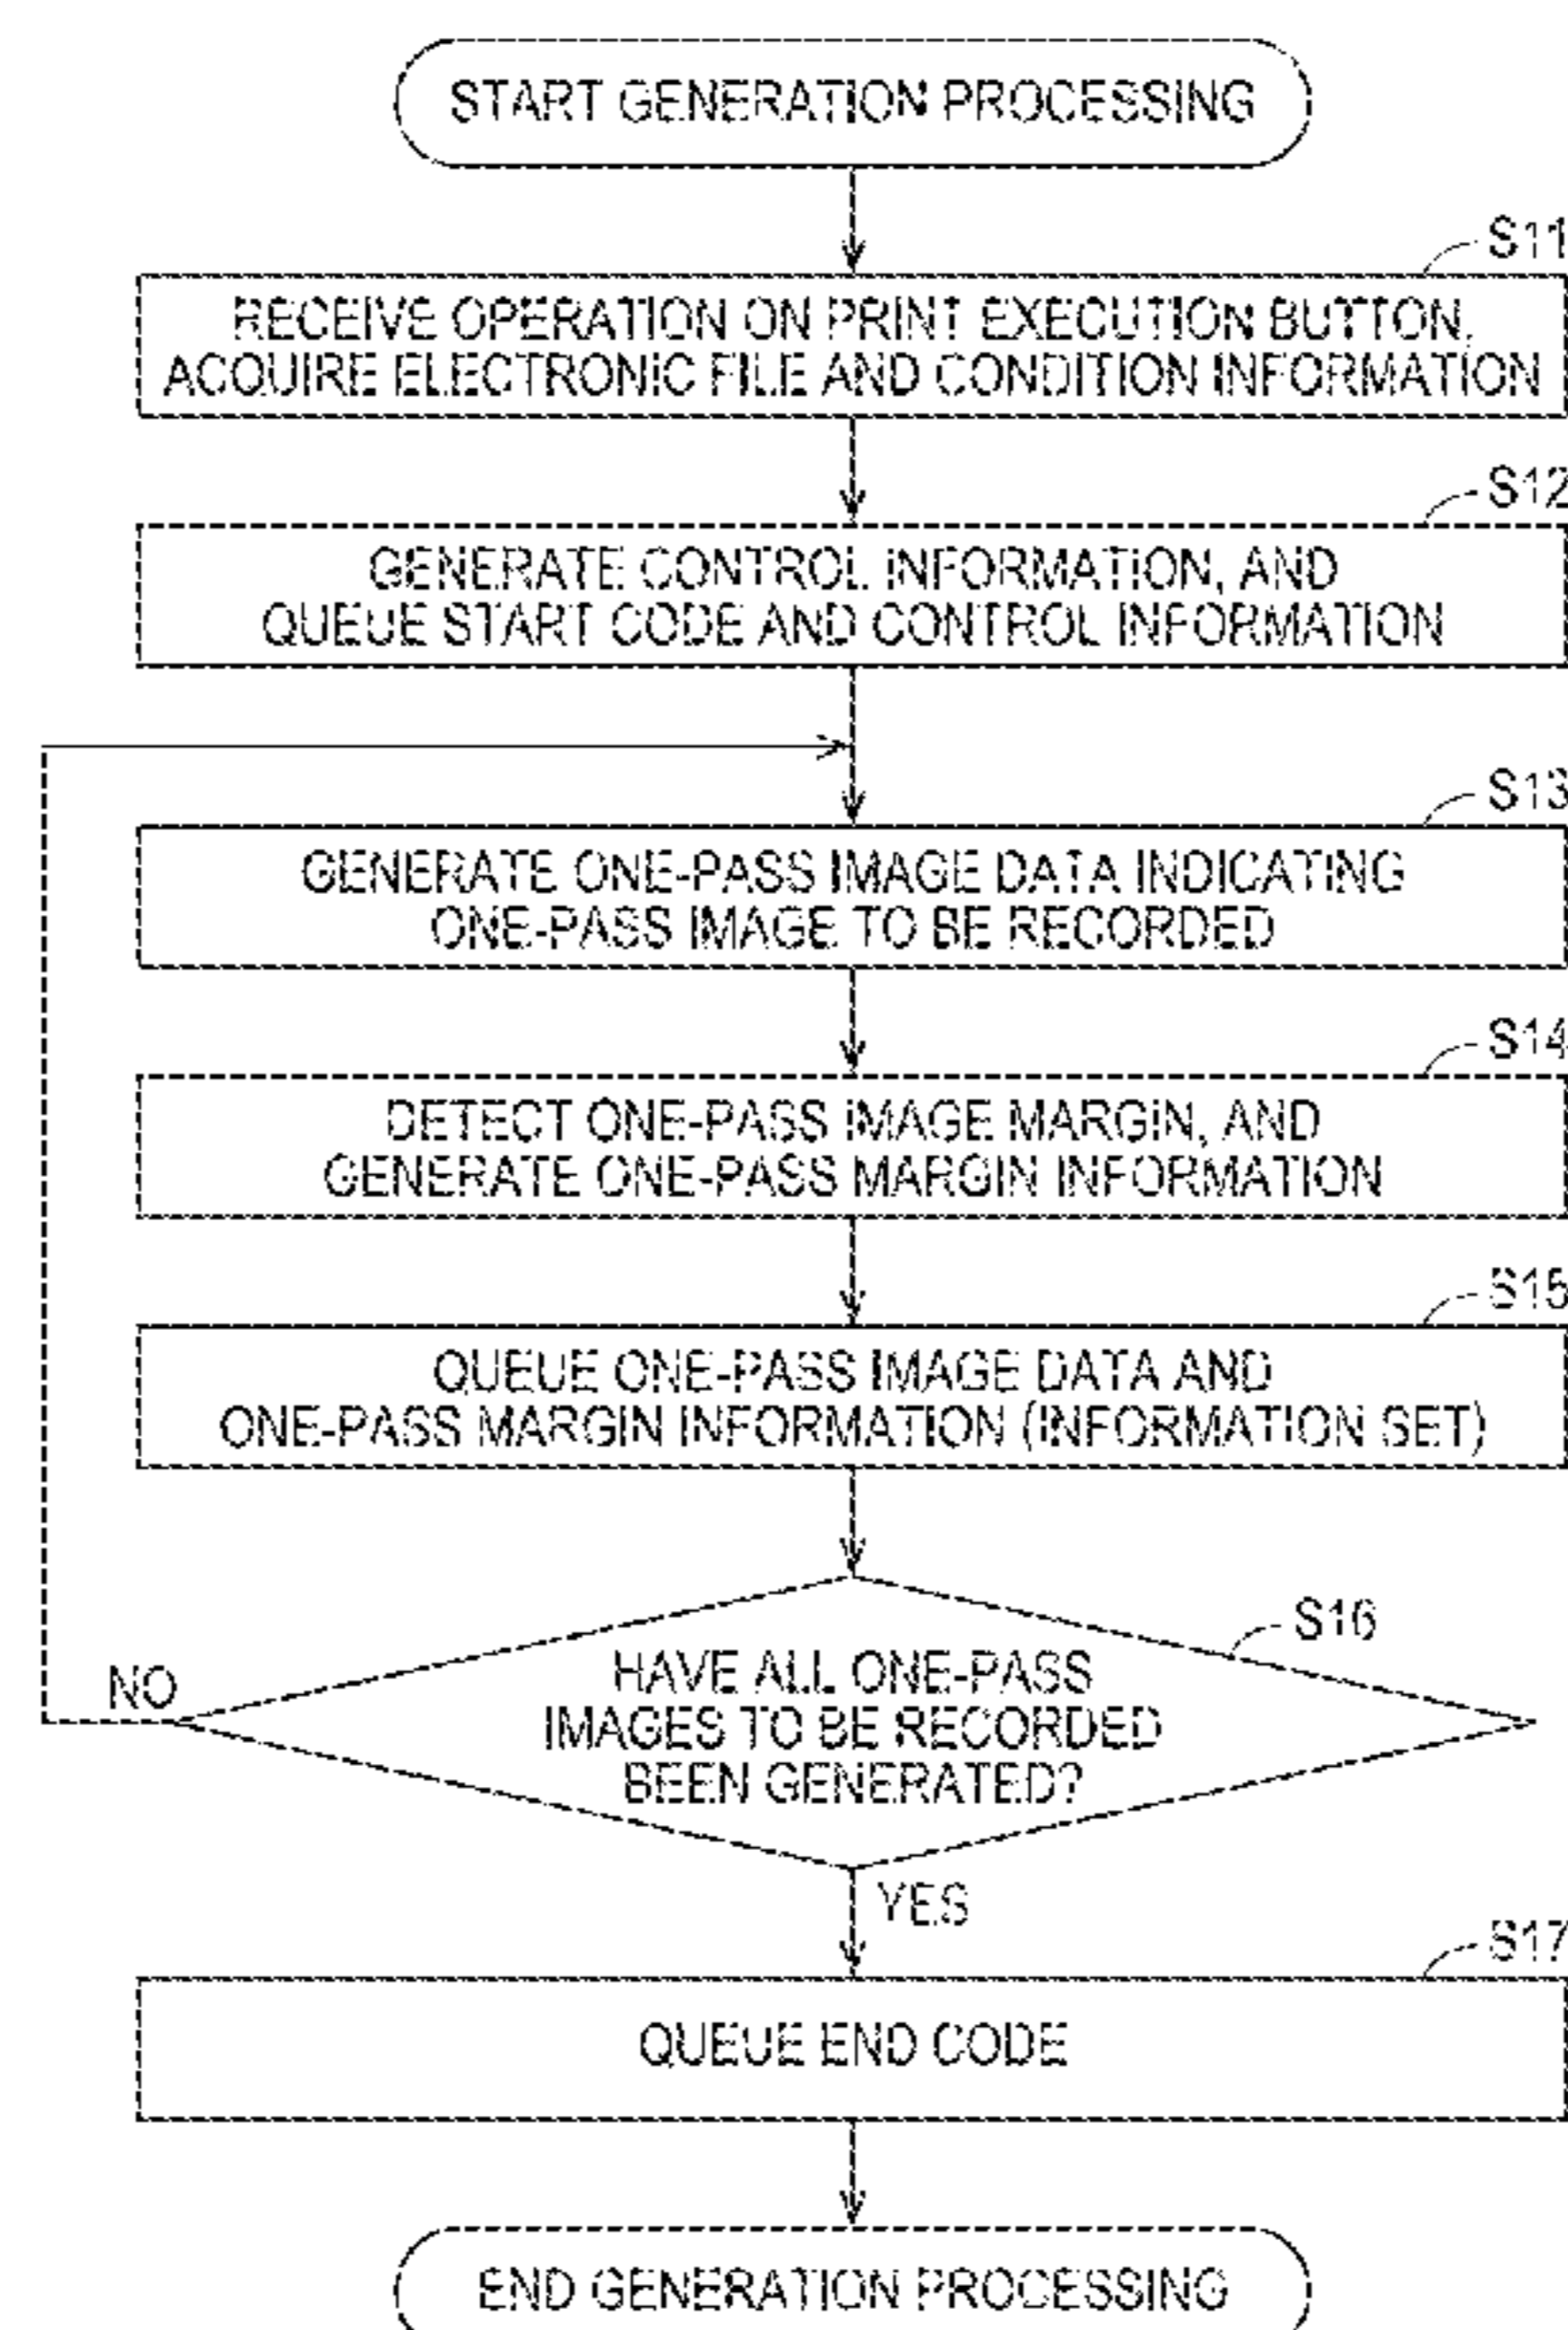 START GENERATION PROCESSING
S11
RECEIVE OPERATION ON PRINT EXECUTION BUTTON,
ACQUIRE ELECTRONIC FILE AND CONDITION INFORMATION
S12
GENERATE CONTROL INFORMATION, AND
QUEUE START CODE AND CONTROL INFORMATION
S13
GENERATE ONE-PASS IMAGE DATA INDICATING
ONE-PASS IMAGE TO BE RECORDED
S14
DETECT ONE-PASS IMAGE MARGIN, AND
GENERATE ONE-PASS MARGIN INFORMATION
S15
QUEUE ONE-PASS IMAGE DATA AND
ONE-PASS MARGIN INFORMATION (INFORMATION SET)
S16
HAVE ALL ONE-PASS
IMAGES TO BE RECORDED
BEEN GENERATED?
NO
YES
S17
QUEUE END CODE
END GENERATION PROCESSING